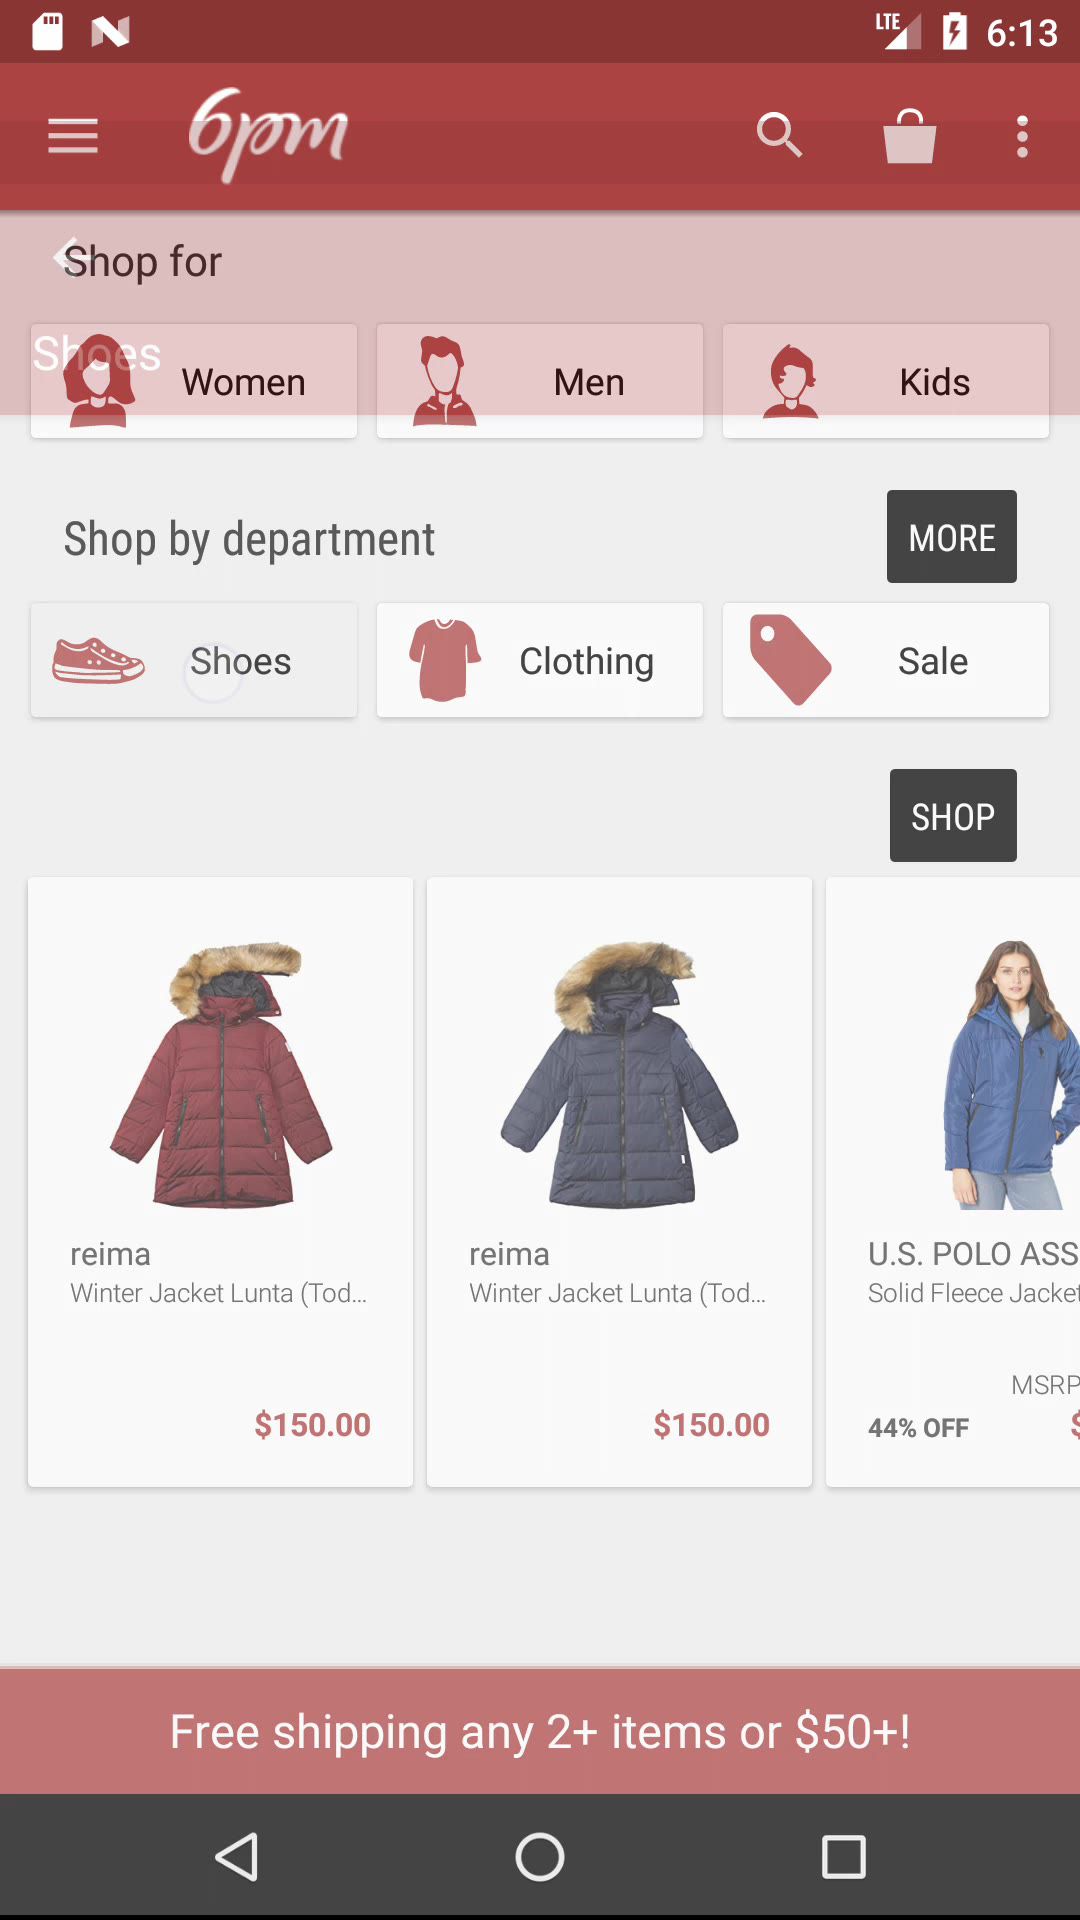 LTE 6:13
6pm
Shop for
Shoes
Women Men Kids
Shop by department MORE
Shoes Clothing Sale
SHOP
reima reima U.S. POLO ASS
Winter Jacket Lunta (Tod... Winter Jacket Lunta (Tod... Solid Fleece Jacket
MSRP
$150.00 $150.00 44% OFF $
Free shipping any 2+ items or $50+!